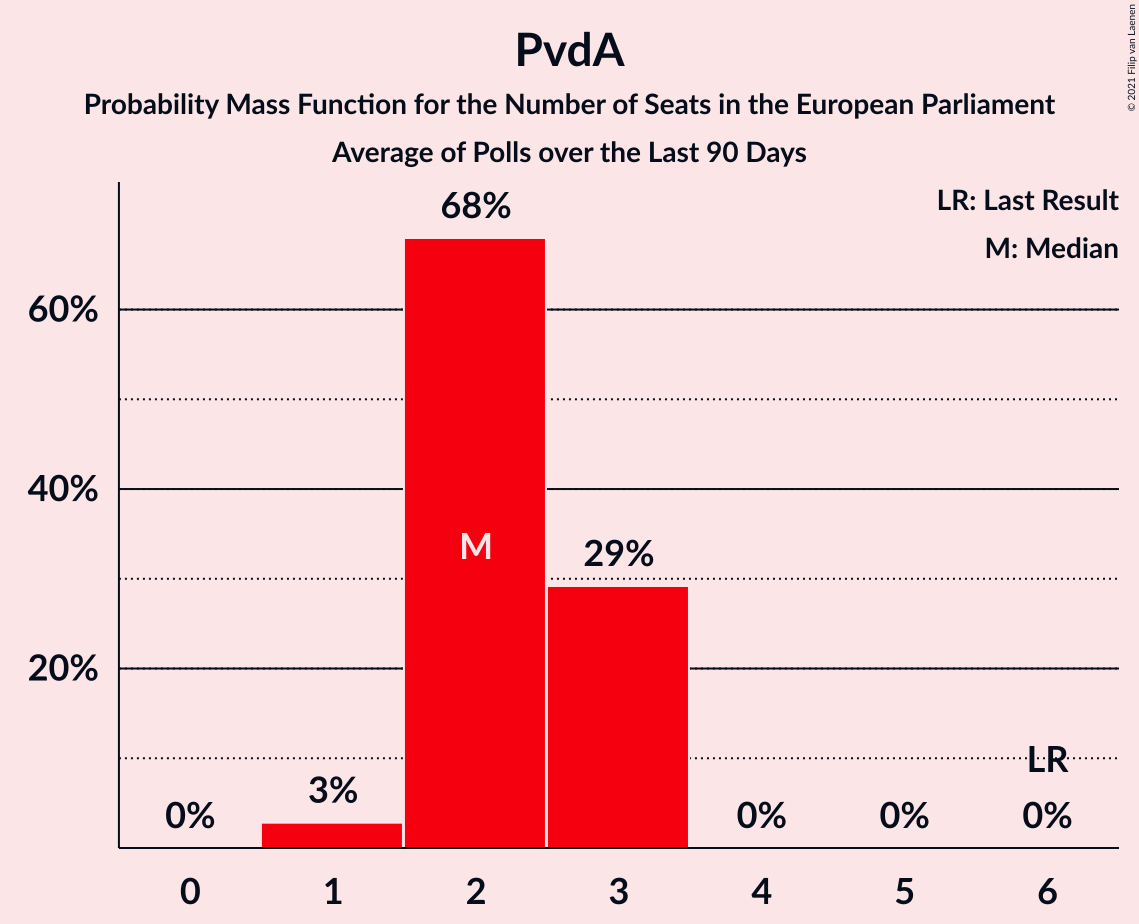 PvdA
Probability Mass Function for the Number of Seats in the European Parliament
Average of Polls over the Last 90 Days
© 2021 Filip van Laenen
LR: Last Result
M: Median
68%
60%
40%
M
29%
20%
LR
3%
0%
0%
0%
0%
0 1 2 3 4 5 6